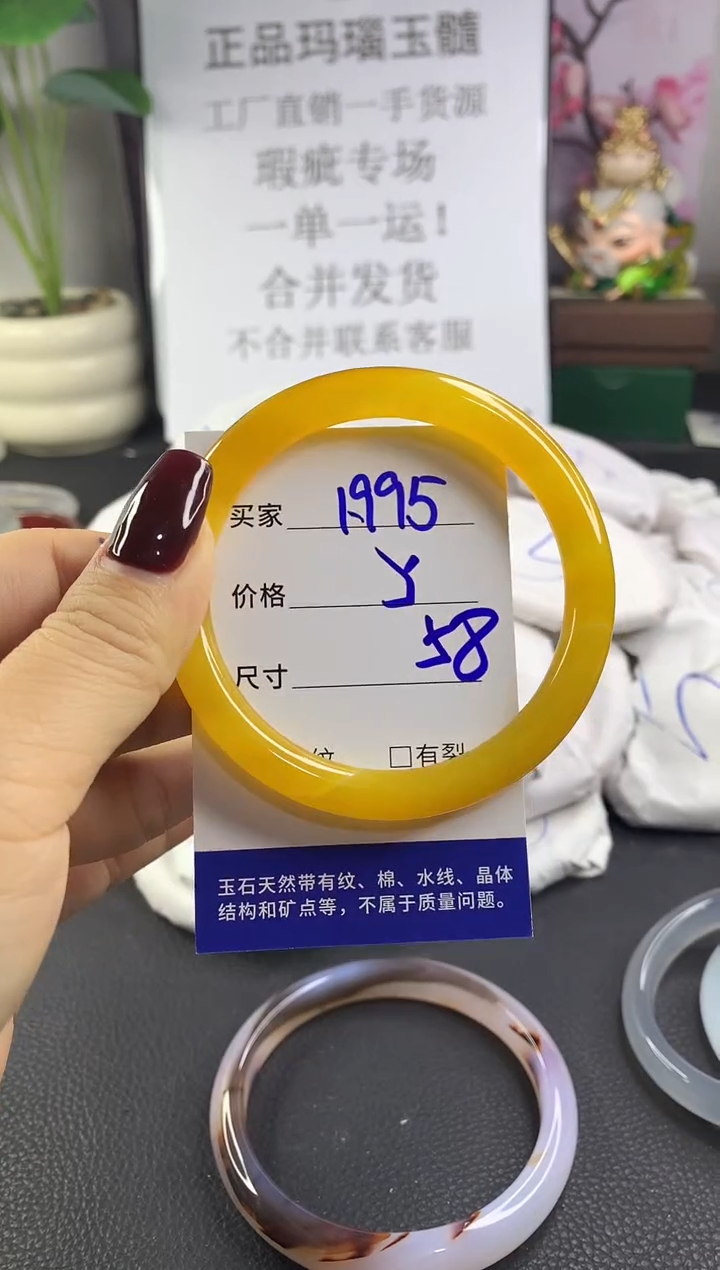 正品玛瑙玉髓
工厂直销一手货源
瑕疵专场
一单一运！
合并发货
不合并联系客服
买家 1995
价格 Y
尺寸 58
纹 □有裂
玉石天然带有纹、棉、水线、晶体
结构和矿点等，不属于质量问题。